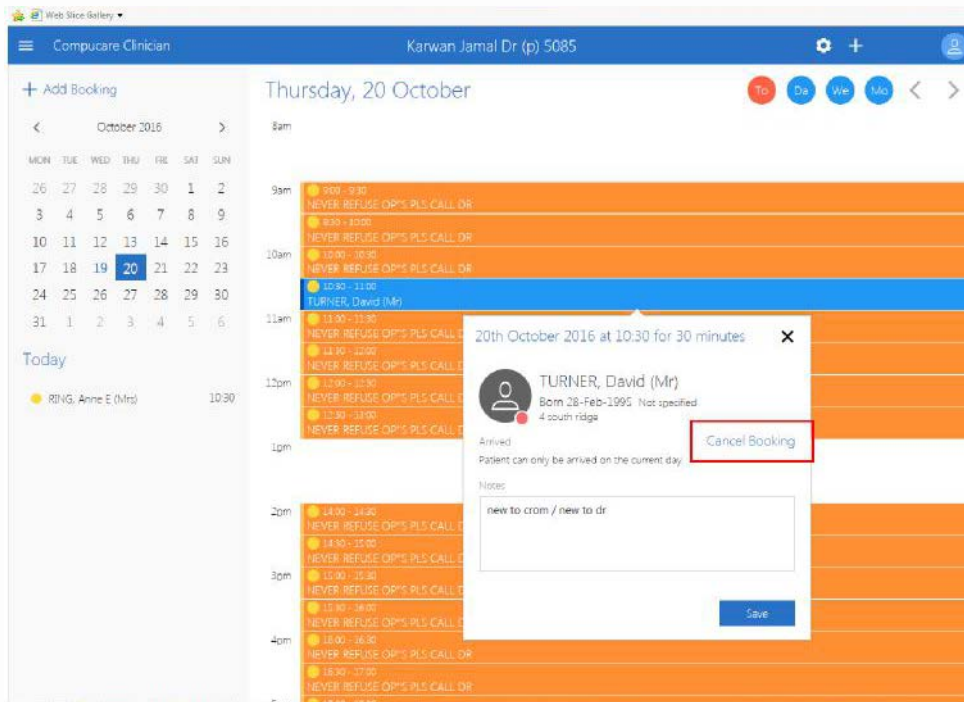 Web Slice Gallery
Compucare Clinician
Karwan Jamal Dr (p) 5085
+ Add Booking
Thursday, 20 October
To Da We Mo
October 2016
MON TUE WED THU FRI SAT SUN
26 27 28 29 30 1 2
3 4 5 6 7 8 9
10 11 12 13 14 15 16
17 18 19 20 21 22 23
24 25 26 27 28 29 30
31 1 2 3 4 5 6
Today
RING, Anne E (Mrs) 10:30
8am
9am
9:00 - 9:30
NEVER REFUSE OP"S PLS CALL DR
9:30 - 10:00
NEVER REFUSE OP"S PLS CALL DR
10am
10:00 - 10:30
NEVER REFUSE OP"S PLS CALL DR
10:30 - 11:00
TURNER, David (Mr)
11am
11:00 - 11:30
NEVER REFUSE OP"S PLS CALL
11:30 - 12:00
NEVER REFUSE OP"S PLS CALL
12pm
12:00 - 12:30
NEVER REFUSE OP"S PLS CALL
12:30 - 13:00
NEVER REFUSE OP"S PLS CALL
1pm
2pm
14:00 - 14:30
NEVER REFUSE OP"S PLS CALL
14:30 - 15:00
NEVER REFUSE OP"S PLS CALL
3pm
15:00 - 15:30
NEVER REFUSE OP"S PLS CALL
15:30 - 16:00
NEVER REFUSE OP"S PLS CALL
4pm
16:00 - 16:30
NEVER REFUSE OP"S PLS CALL DR
16:30 - 17:00
NEVER REFUSE OP"S PLS CALL DR
20th October 2016 at 10:30 for 30 minutes
TURNER, David (Mr)
Born 28-Feb-1995 Not specified
4 south ridge
Arrived
Cancel Booking
Patient can only be arrived on the current day
Notes
new to crom / new to dr
Save